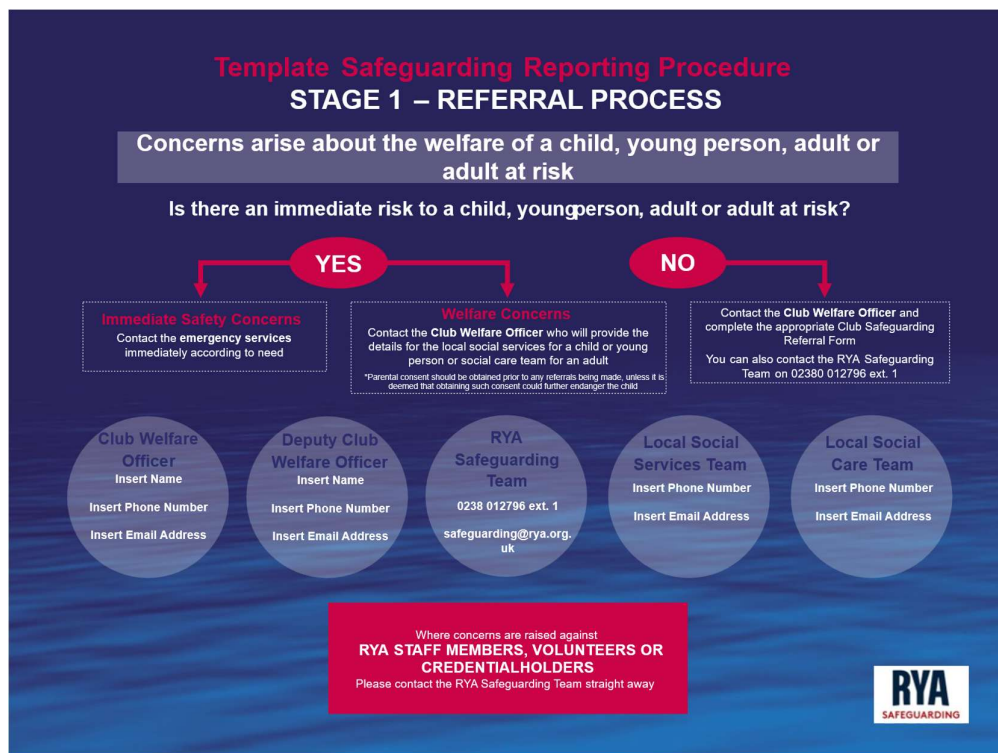 Template Safeguarding Reporting Procedure
STAGE 1 – REFERRAL PROCESS
Concerns arise about the welfare of a child, young person, adult or
adult at risk
Is there an immediate risk to a child, youngperson, adult or adult at risk?
YES
NO
Immediate Safety Concerns
Contact the emergency services
immediately according to need
Welfare Concerns
Contact the Club Welfare Officer who will provide the
details for the local social services for a child or young
person or social care team for an adult
*Parental consent should be obtained prior to any referrals being made, unless it is
deemed that obtaining such consent could further endanger the child
Contact the Club Welfare Officer and
complete the appropriate Club Safeguarding
Referral Form
You can also contact the RYA Safeguarding
Team on 02380 012796 ext. 1
Club Welfare
Officer
Insert Name
Insert Phone Number
Insert Email Address
Deputy Club
Welfare Officer
Insert Name
Insert Phone Number
Insert Email Address
RYA
Safeguarding
Team
0238 012796 ext. 1
safeguarding@rya.org.
uk
Local Social
Services Team
Insert Phone Number
Insert Email Address
Local Social
Care Team
Insert Phone Number
Insert Email Address
Where concerns are raised against
RYA STAFF MEMBERS, VOLUNTEERS OR
CREDENTIALHOLDERS
Please contact the RYA Safeguarding Team straight away
RYA
SAFEGUARDING